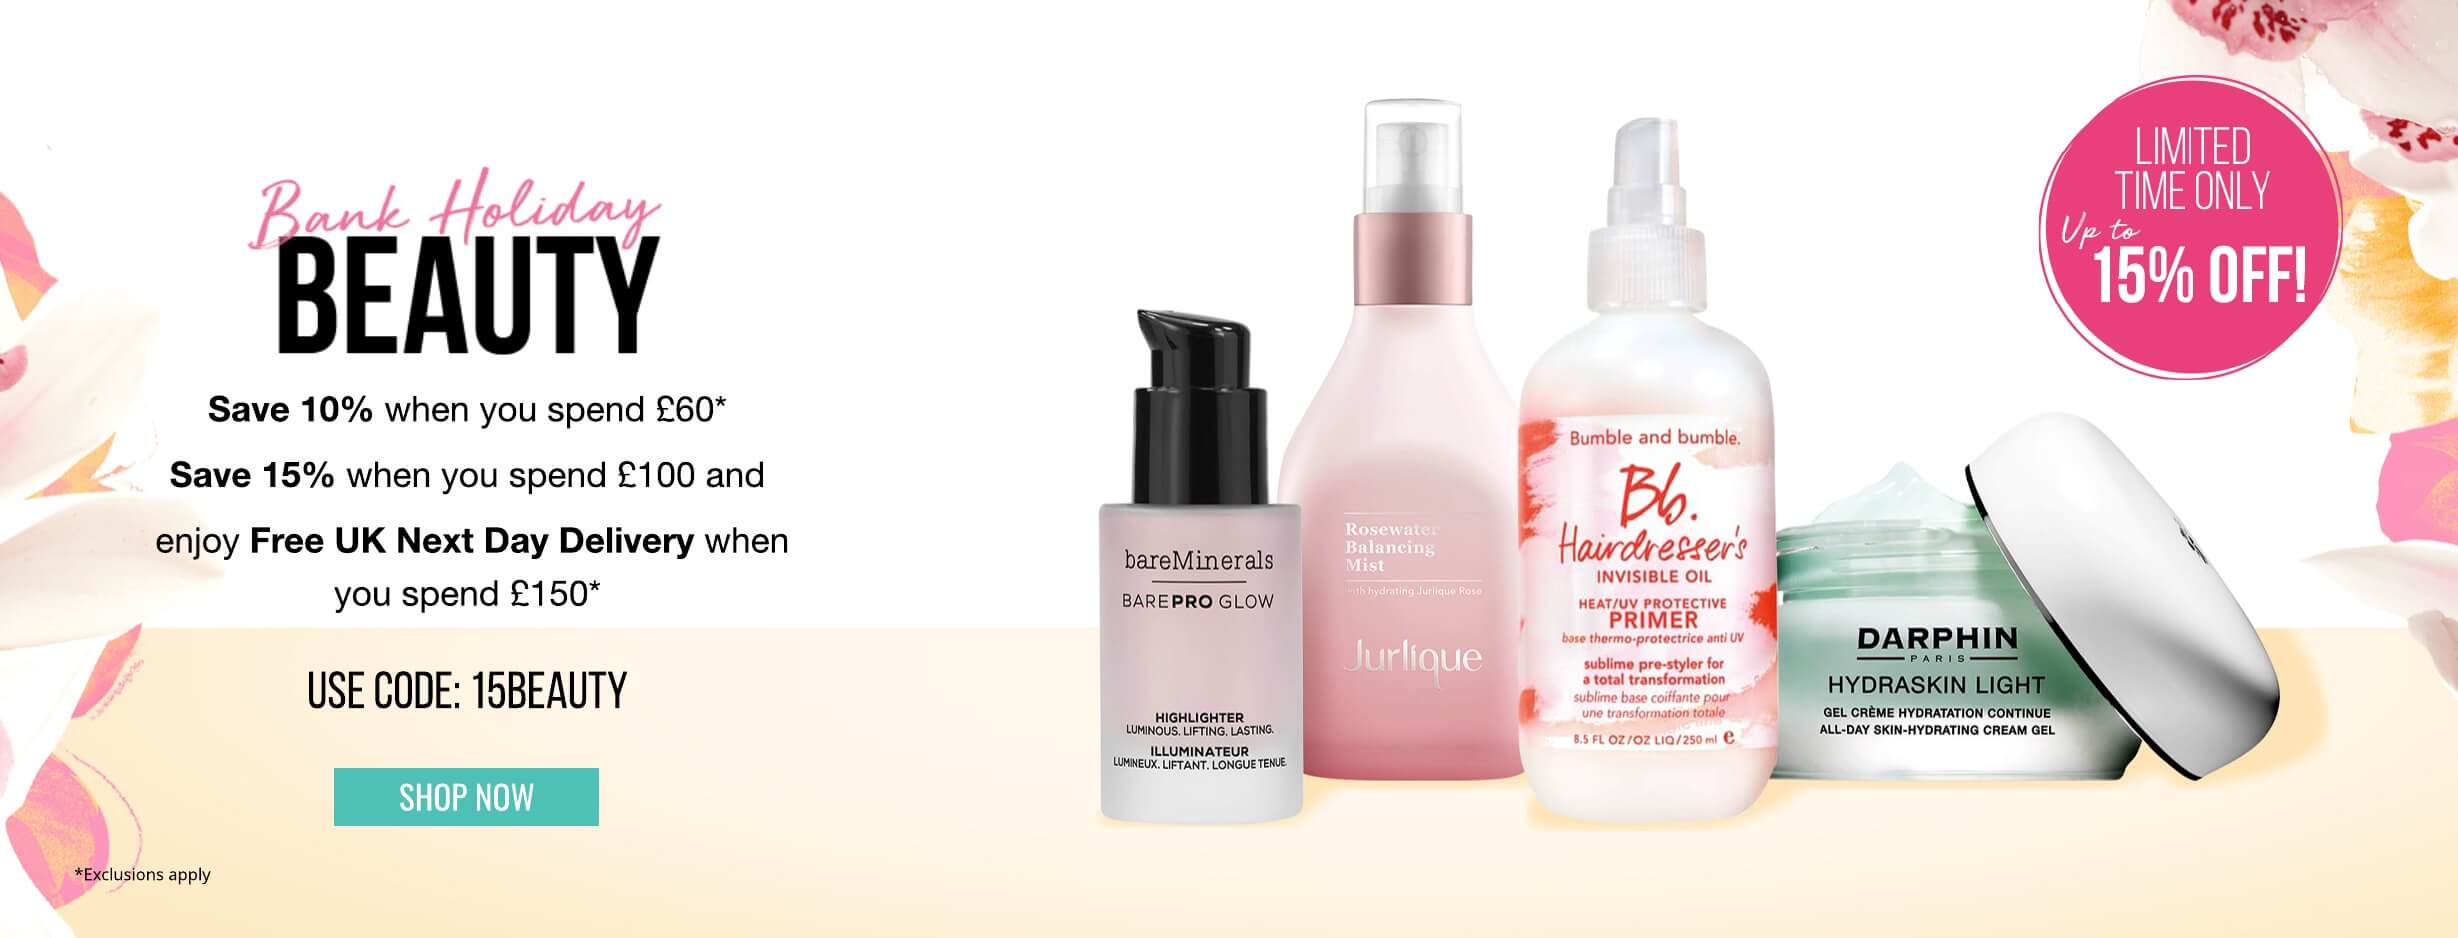 Bank Holiday
BEAUTY
Save 10% when you spend £60*
Save 15% when you spend £100 and
enjoy Free UK Next Day Delivery when
you spend £150*
USE CODE: 15BEAUTY
SHOP NOW
*Exclusions apply
bareMinerals
BAREPRO GLOW
HIGHLIGHTER
LUMINOUS. LIFTING. LASTING.
ILLUMINATEUR
LUMINEUX. LIFTANT. LONGUE TENUE.
Rosewater
Balancing
Mist
with hydrating Jurlique Rose
Jurlique
Bumble and bumble.
Bb.
Hairdresser's
INVISIBLE OIL
HEAT/UV PROTECTIVE
PRIMER
base thermo-protectrice anti UV
sublime pre-styler for
a total transformation
sublime base coiffante pour
une transformation totale
8.5 FL OZ/OZ LIQ/250 ml e
DARPHIN
PARIS
HYDRASKIN LIGHT
GEL CRÈME HYDRATATION CONTINUE
ALL-DAY SKIN-HYDRATING CREAM GEL
LIMITED
TIME ONLY
Up to
15% OFF!